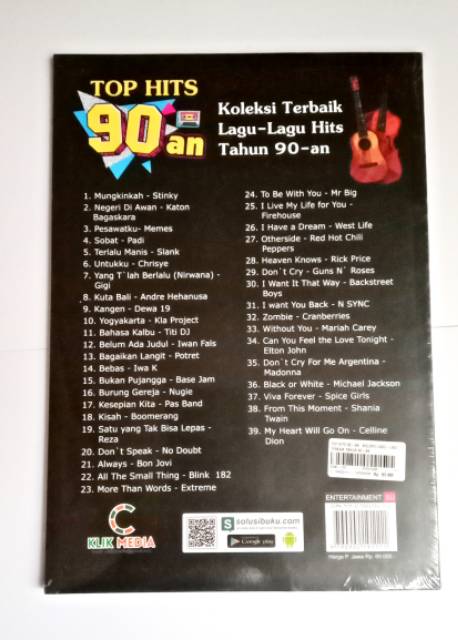 TOP HITS
90 an
Koleksi Terbaik
Lagu-Lagu Hits
Tahun 90-an
1. Mungkinkah - Stinky
2. Negeri Di Awan - Katon
Bagaskara
3. Pesawatku- Memes
4. Sobat - Padi
5. Terlalu Manis - Slank
6. Untukku - Chrisye
7. Yang T`lah Berlalu (Nirwana) -
Gigi
8. Kuta Bali - Andre Hehanusa
9. Kangen - Dewa 19
10. Yogyakarta - Kla Project
11. Bahasa Kalbu - Titi DJ
12. Belum Ada Judul - Iwan Fals
13. Bagaikan Langit - Potret
14. Bebas - Iwa K
15. Bukan Pujangga - Base Jam
16. Burung Gereja - Nugie
17. Kesepian Kita - Pas Band
18. Kisah - Boomerang
19. Satu yang Tak Bisa Lepas -
Reza
20. Don`t Speak - No Doubt
21. Always - Bon Jovi
22. All The Small Thing - Blink 182
23. More Than Words - Extreme
24. To Be With You - Mr Big
25. I Live My Life for You -
Firehouse
26. I Have a Dream - West Life
27. Otherside - Red Hot Chili
Peppers
28. Heaven Knows - Rick Price
29. Don`t Cry - Guns N` Roses
30. I Want It That Way - Backstreet
Boys
31. I want You Back - N SYNC
32. Zombie - Cranberries
33. Without You - Mariah Carey
34. Can You Feel the Love Tonight -
Elton John
35. Don`t Cry For Me Argentina -
Madonna
36. Black or White - Michael Jackson
37. Viva Forever - Spice Girls
38. From This Moment - Shania
Twain
39. My Heart Will Go On - Celline
Dion
KLIK MEDIA
S solusibuku.com
Google play
ENTERTAINMENT
Harga P. Jawa Rp.